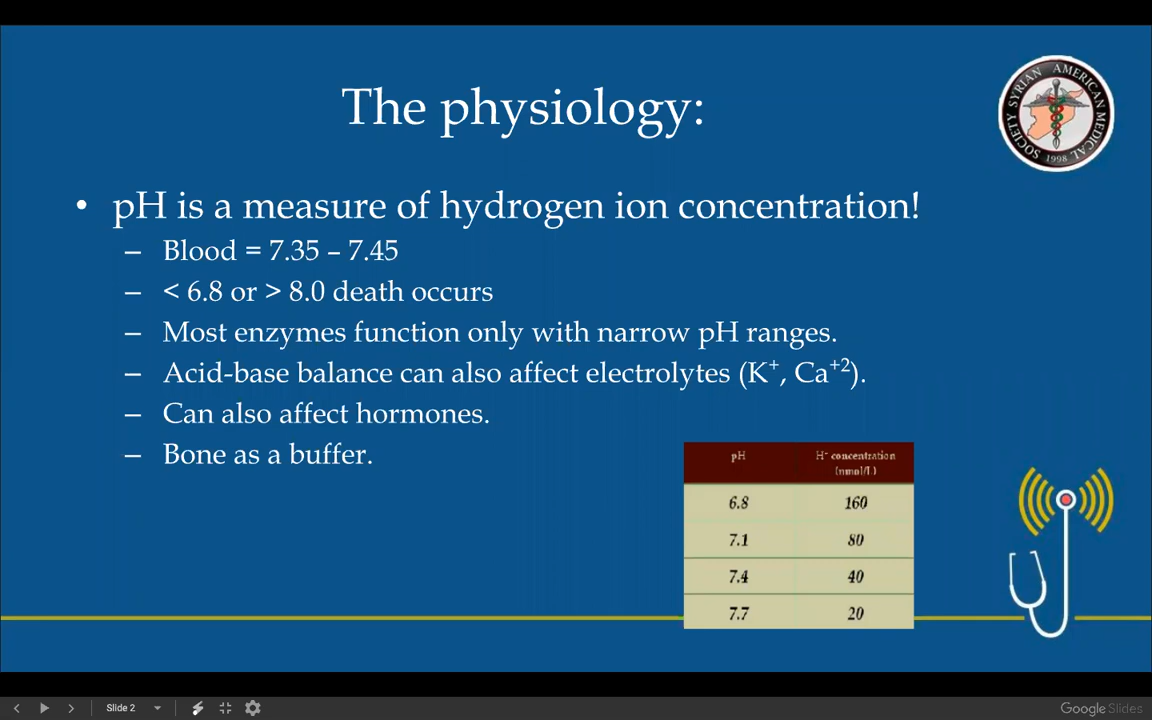 The physiology:
SYRIAN AMERICAN MEDICAL SOCIETY
1998
• pH is a measure of hydrogen ion concentration!
– Blood = 7.35 – 7.45
– < 6.8 or > 8.0 death occurs
– Most enzymes function only with narrow pH ranges.
– Acid-base balance can also affect electrolytes (K⁺, Ca⁺²).
– Can also affect hormones.
– Bone as a buffer.
pH H⁺ concentration
(nmol/L)
6.8 160
7.1 80
7.4 40
7.7 20
Slide 2
Google Slides